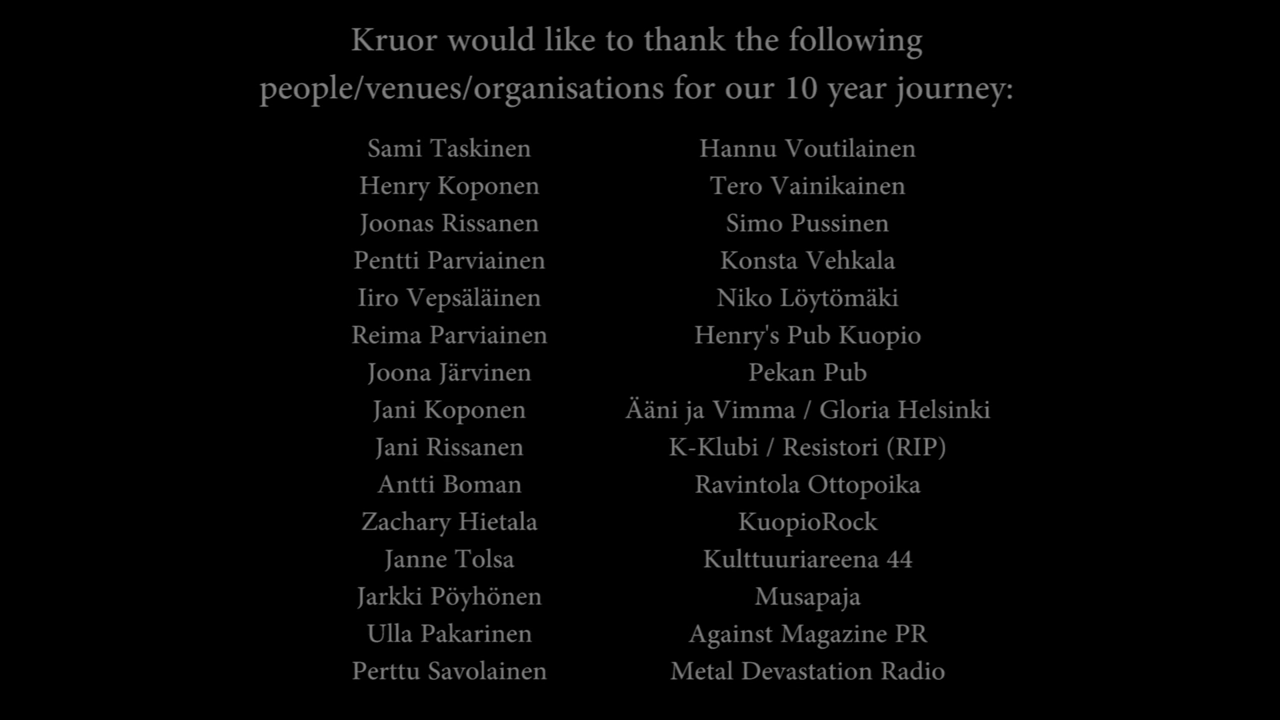 Kruor would like to thank the following
people/venues/organisations for our 10 year journey:
Sami Taskinen
Henry Koponen
Joonas Rissanen
Pentti Parviainen
Iiro Vepsäläinen
Reima Parviainen
Joona Järvinen
Jani Koponen
Jani Rissanen
Antti Boman
Zachary Hietala
Janne Tolsa
Jarkki Pöyhönen
Ulla Pakarinen
Perttu Savolainen
Hannu Voutilainen
Tero Vainikainen
Simo Pussinen
Konsta Vehkala
Niko Löytömäki
Henry's Pub Kuopio
Pekan Pub
Ääni ja Vimma / Gloria Helsinki
K-Klubi / Resistori (RIP)
Ravintola Ottopoika
KuopioRock
Kulttuuriareena 44
Musapaja
Against Magazine PR
Metal Devastation Radio